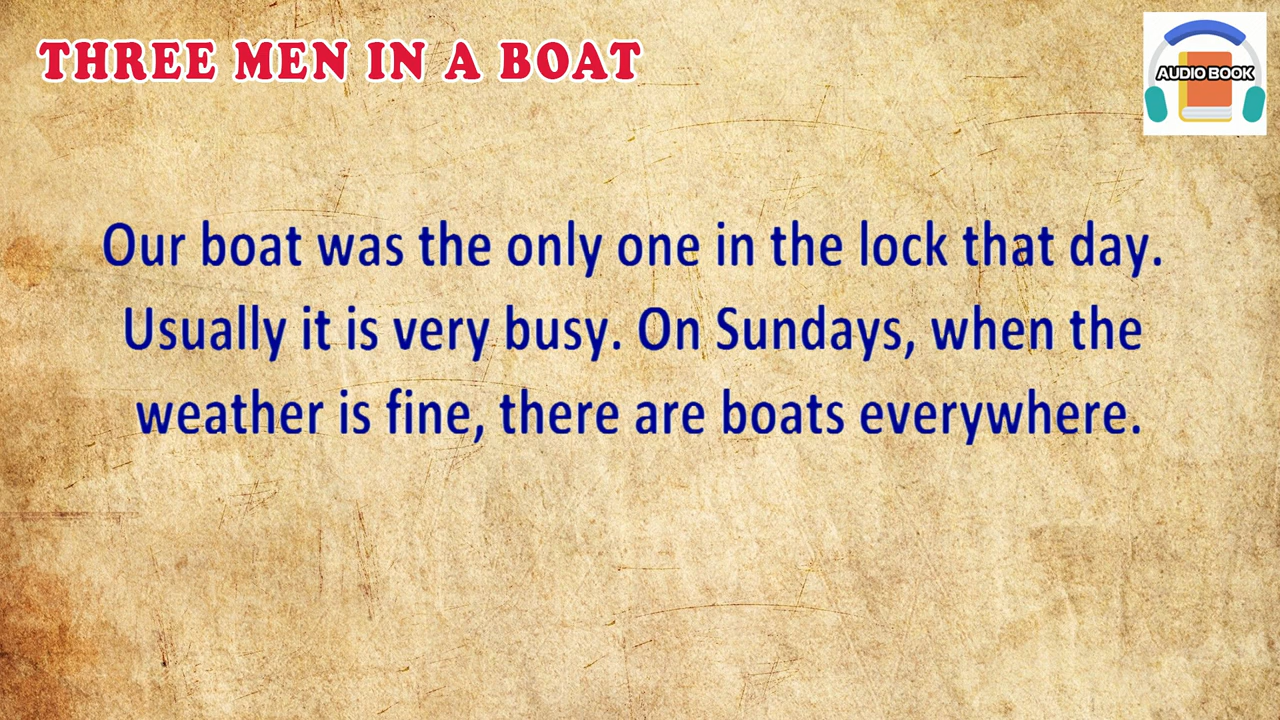 THREE MEN IN A BOAT
AUDIO BOOK
Our boat was the only one in the lock that day.
Usually it is very busy. On Sundays, when the
weather is fine, there are boats everywhere.